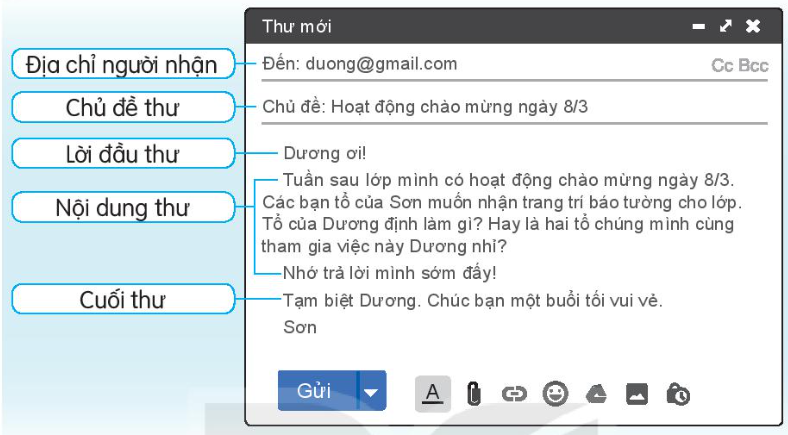 Thư mới
Địa chỉ người nhận
Đến: duong@gmail.com
Cc Bcc
Chủ đề thư
Chủ đề: Hoạt động chào mừng ngày 8/3
Lời đầu thư
Dương ơi!
Nội dung thư
Tuần sau lớp mình có hoạt động chào mừng ngày 8/3.
Các bạn tổ của Sơn muốn nhận trang trí báo tường cho lớp.
Tổ của Dương định làm gì? Hay là hai tổ chúng mình cùng
tham gia việc này Dương nhỉ?
Nhớ trả lời mình sớm đấy!
Cuối thư
Tạm biệt Dương. Chúc bạn một buổi tối vui vẻ.
Sơn
Gửi
A